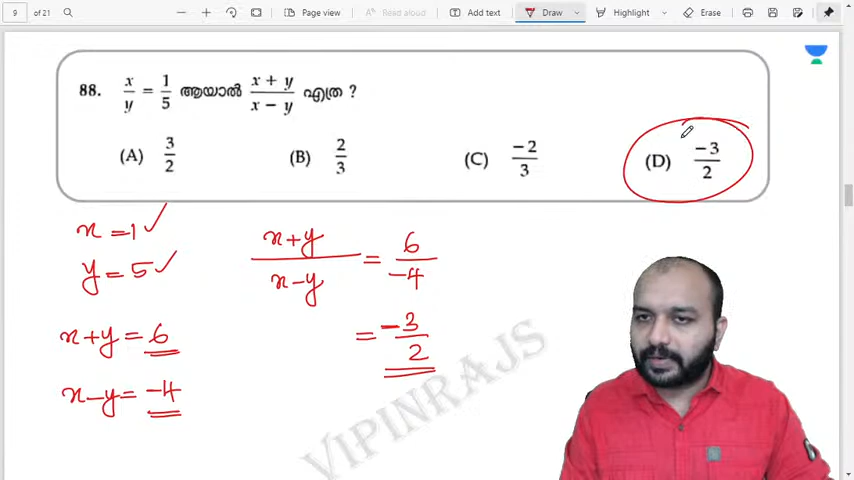 9 of 21 Page view Read aloud Add text Draw Highlight Erase
88. x/y = 1/5 ആയാൽ (x + y)/(x − y) എത്ര ?
(A) 3/2 (B) 2/3 (C) −2/3 (D) −3/2
x = 1 ✓
y = 5 ✓
x+y/x−y = 6/−4
x+y = 6
= −3/2
x−y = −4
VIPINRAJS